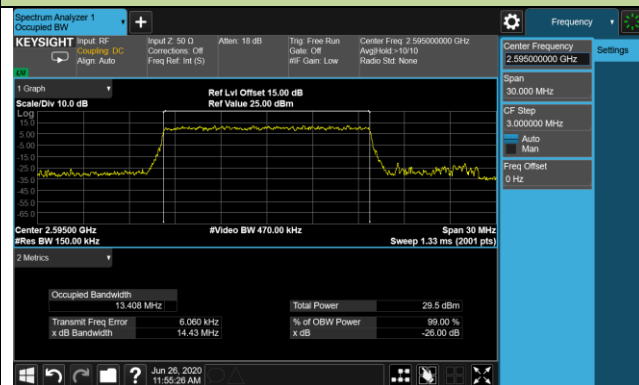 Spectrum Analyzer 1
Occupied BW
Frequency
KEYSIGHT
Input: RF
Coupling: DC
Align: Auto
Input Z: 50 Ω
Corrections: Off
Freq Ref: Int (S)
Atten: 18 dB
Trig: Free Run
Gate: Off
#IF Gain: Low
Center Freq: 2.595000000 GHz
Avg|Hold:>10/10
Radio Std: None
Center Frequency
2.595000000 GHz
Settings
Span
30.000 MHz
CF Step
3.000000 MHz
Auto
Man
Freq Offset
0 Hz
1 Graph
Scale/Div 10.0 dB
Ref Lvl Offset 15.00 dB
Ref Value 25.00 dBm
Log
15.0
5.00
-5.00
-15.0
-25.0
-35.0
-45.0
-55.0
-65.0
Center 2.59500 GHz
#Res BW 150.00 kHz
#Video BW 470.00 kHz
Span 30 MHz
Sweep 1.33 ms (2001 pts)
2 Metrics
Occupied Bandwidth
13.408 MHz
Total Power 29.5 dBm
Transmit Freq Error 6.060 kHz
% of OBW Power 99.00 %
x dB Bandwidth 14.43 MHz
x dB -26.00 dB
Jun 26, 2020
11:55:26 AM